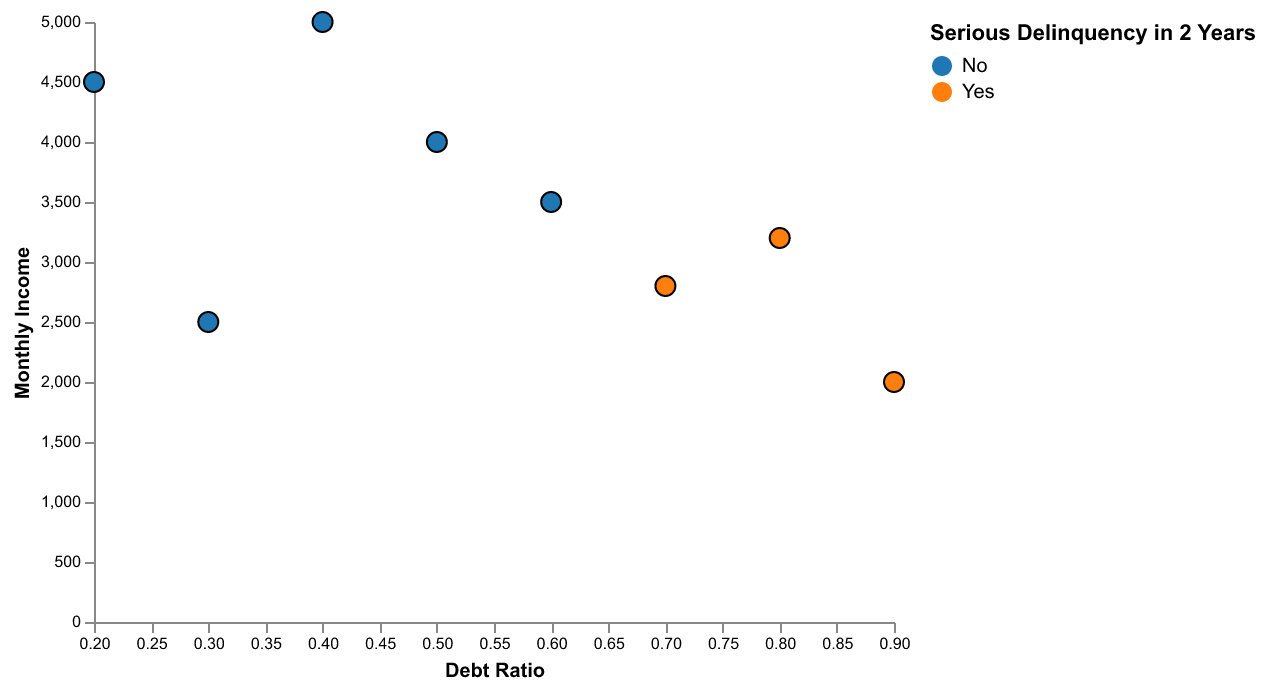 5,000
4,500
4,000
3,500
3,000
2,500
2,000
1,500
1,000
500
0
Monthly Income
0.20 0.25 0.30 0.35 0.40 0.45 0.50 0.55 0.60 0.65 0.70 0.75 0.80 0.85 0.90
Debt Ratio
Serious Delinquency in 2 Years
No
Yes